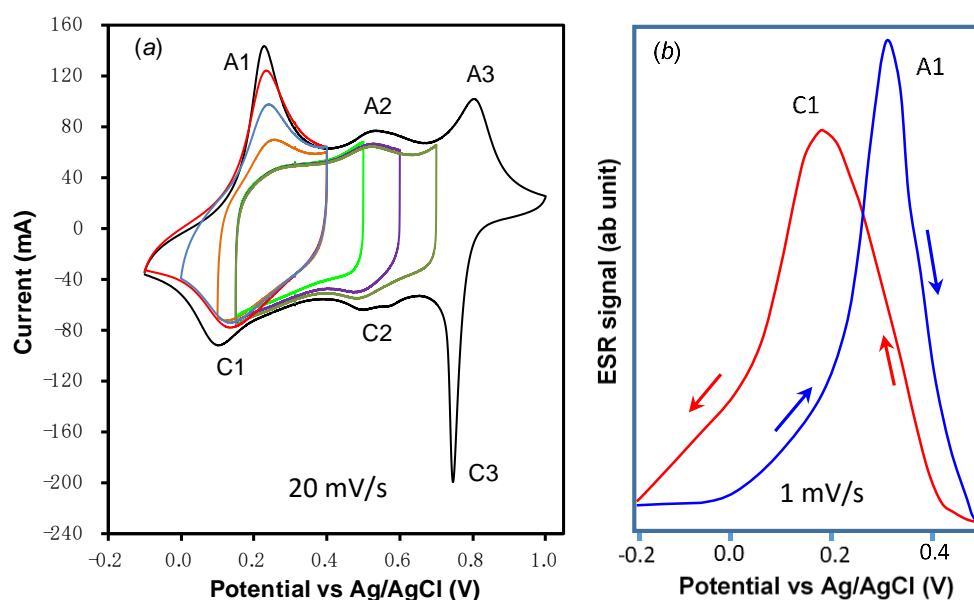 (a)
A1
A2
A3
C1
C2
C3
20 mV/s
160
120
80
40
0
-40
-80
-120
-160
-200
-240
Current (mA)
-0.2
0.0
0.2
0.4
0.6
0.8
1.0
Potential vs Ag/AgCl (V)
(b)
A1
C1
1 mV/s
ESR signal (ab unit)
-0.2
0.0
0.2
0.4
Potential vs Ag/AgCl (V)